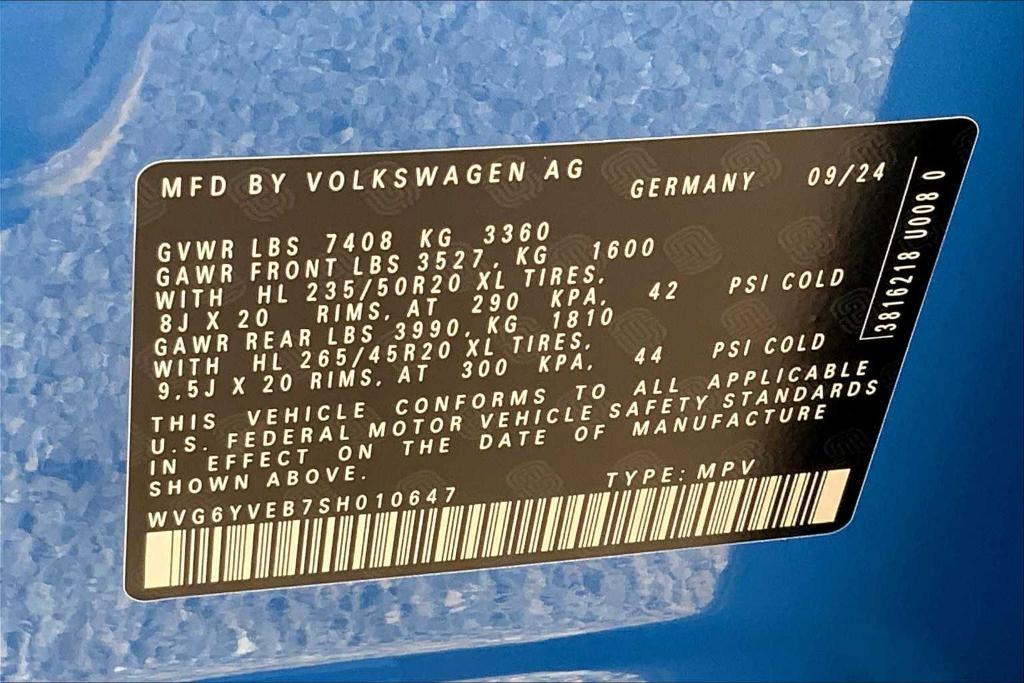 MFD BY VOLKSWAGEN AG GERMANY 09/24
GVWR LBS 7408 KG 3360
GAWR FRONT LBS 3527, KG 1600
WITH HL 235/50R20 XL TIRES,
8J X 20 RIMS, AT 290 KPA, 42 PSI COLD
GAWR REAR LBS 3990, KG 1810
WITH HL 265/45R20 XL TIRES,
9,5J X 20 RIMS, AT 300 KPA, 44 PSI COLD
THIS VEHICLE CONFORMS TO ALL APPLICABLE
U.S. FEDERAL MOTOR VEHICLE SAFETY STANDARDS
IN EFFECT ON THE DATE OF MANUFACTURE
SHOWN ABOVE.
WVG6YVEB7SH010647 TYPE: MPV
3816218 U008 0